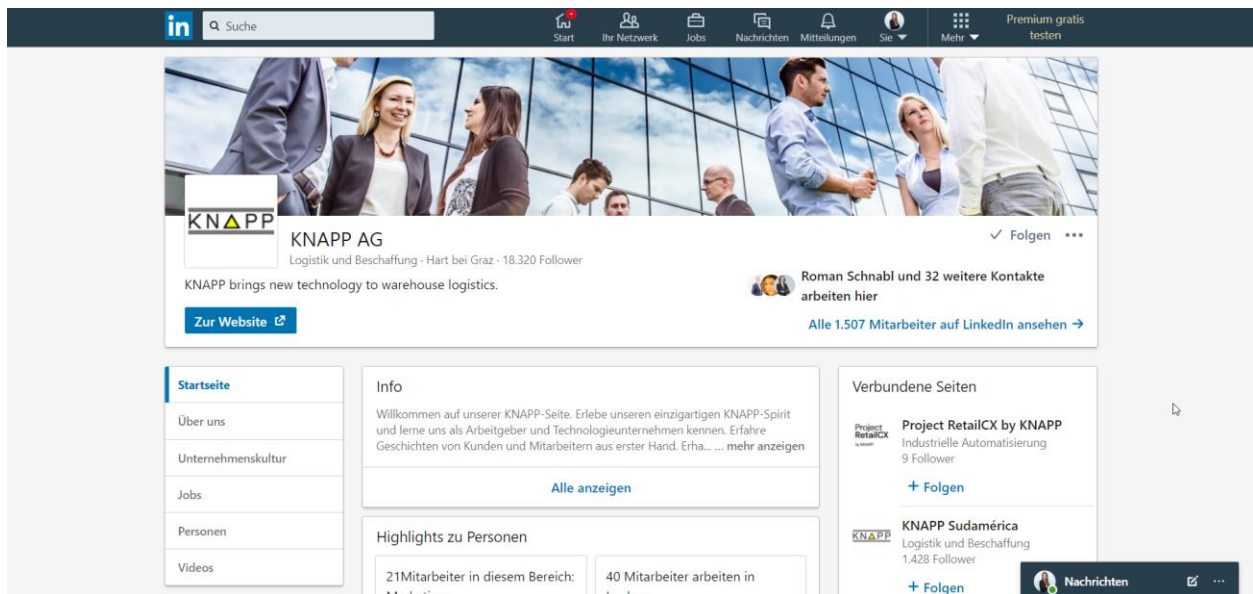 in Suche
Start
Ihr Netzwerk
Jobs
Nachrichten
Mitteilungen
Sie
Mehr
Premium gratis
testen
KNAPP
KNAPP AG
Logistik und Beschaffung · Hart bei Graz · 18.320 Follower
KNAPP brings new technology to warehouse logistics.
Zur Website
Folgen
Roman Schnabl und 32 weitere Kontakte
arbeiten hier
Alle 1.507 Mitarbeiter auf LinkedIn ansehen →
Startseite
Über uns
Unternehmenskultur
Jobs
Personen
Videos
Info
Willkommen auf unserer KNAPP-Seite. Erlebe unseren einzigartigen KNAPP-Spirit
und lerne uns als Arbeitgeber und Technologieunternehmen kennen. Erfahre
Geschichten von Kunden und Mitarbeitern aus erster Hand. Erha... ... mehr anzeigen
Alle anzeigen
Highlights zu Personen
21Mitarbeiter in diesem Bereich:
40 Mitarbeiter arbeiten in
Verbundene Seiten
Project
RetailCX
by KNAPP
Project RetailCX by KNAPP
Industrielle Automatisierung
9 Follower
+ Folgen
KNAPP
KNAPP Sudamérica
Logistik und Beschaffung
1.428 Follower
+ Folgen
Nachrichten